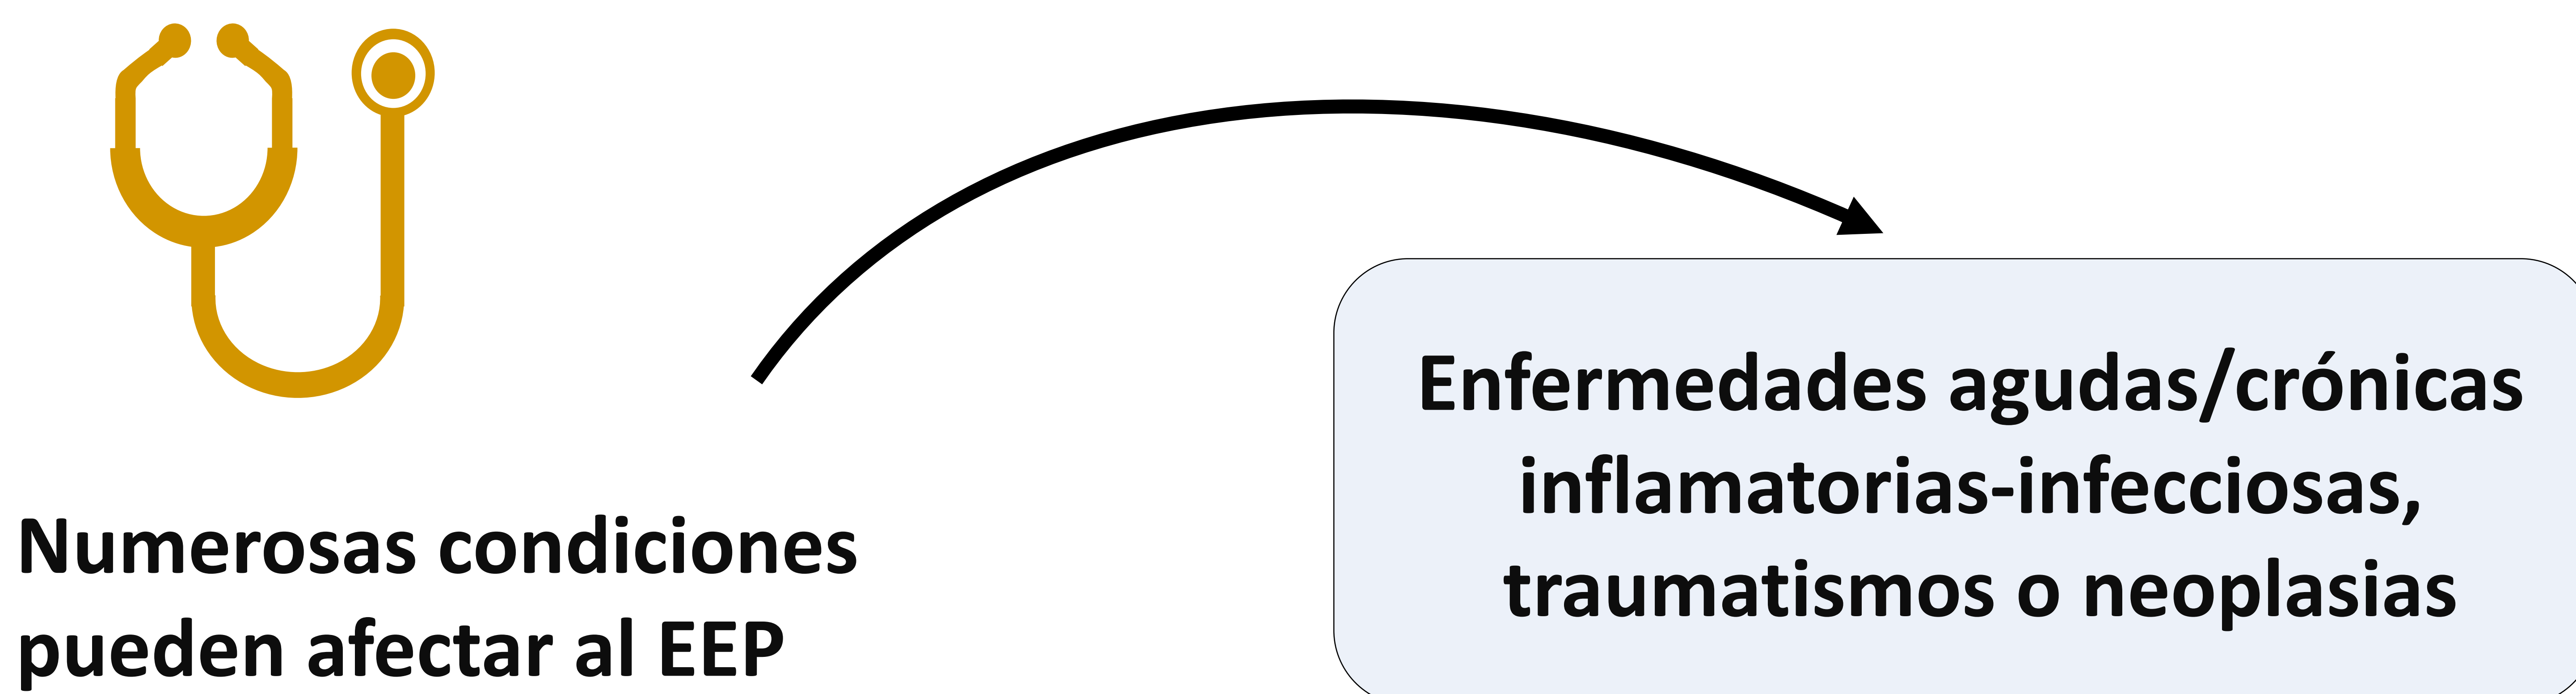 Numerosas condiciones
pueden afectar al EEP
Enfermedades agudas/crónicas
inflamatorias-infecciosas,
traumatismos o neoplasias